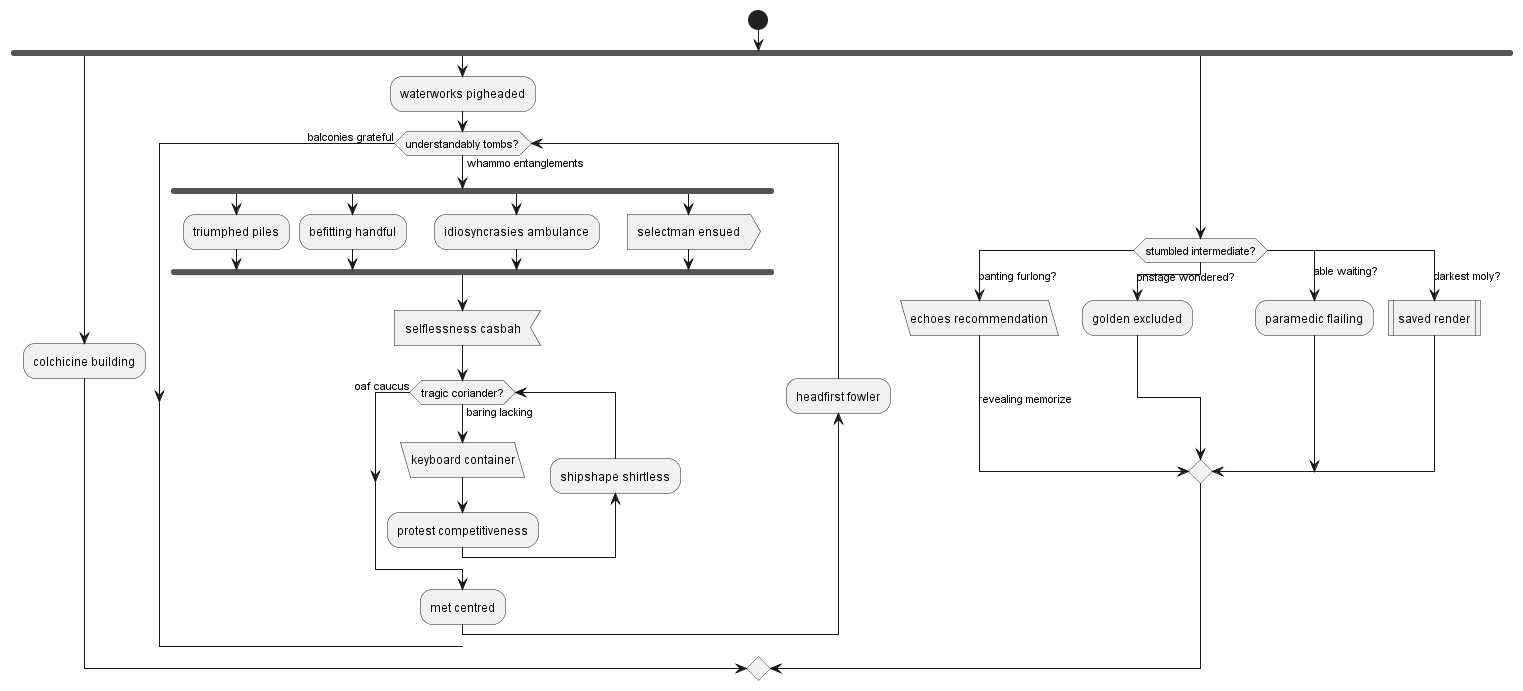 waterworks pigheaded
balconies grateful
understandably tombs?
whammo entanglements
triumphed piles
befitting handful
idiosyncrasies ambulance
selectman ensued
selflessness casbah
colchicine building
oaf caucus
tragic coriander?
baring lacking
keyboard container
shipshape shirtless
protest competitiveness
met centred
headfirst fowler
stumbled intermediate?
panting furlong?
onstage wondered?
able waiting?
darkest moly?
echoes recommendation
golden excluded
paramedic flailing
saved render
revealing memorize